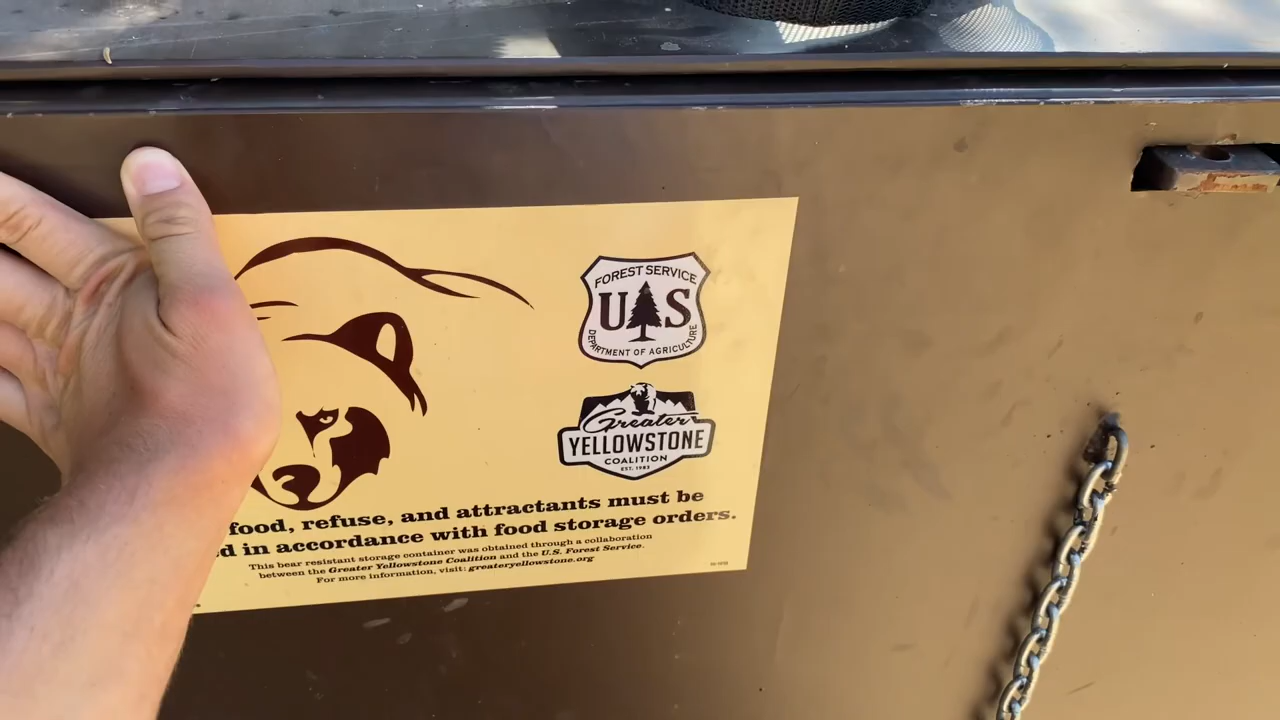 FOREST SERVICE
US
DEPARTMENT OF AGRICULTURE
Greater
YELLOWSTONE
COALITION
EST. 1983
food, refuse, and attractants must be
d in accordance with food storage orders.
This bear resistant storage container was obtained through a collaboration
between the Greater Yellowstone Coalition and the U.S. Forest Service.
For more information, visit: greateryellowstone.org